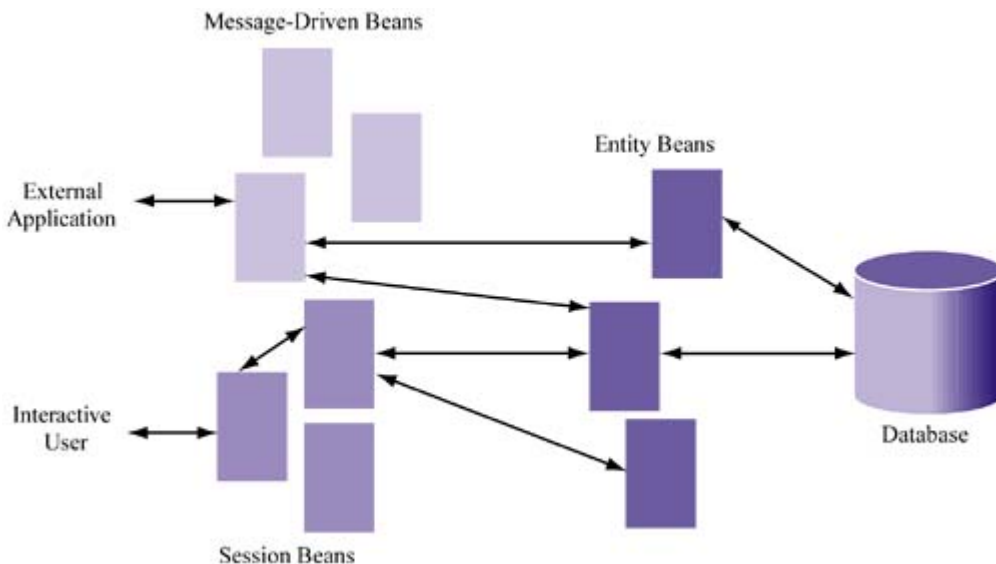 Message-Driven Beans
Entity Beans
External
Application
Interactive
User
Database
Session Beans